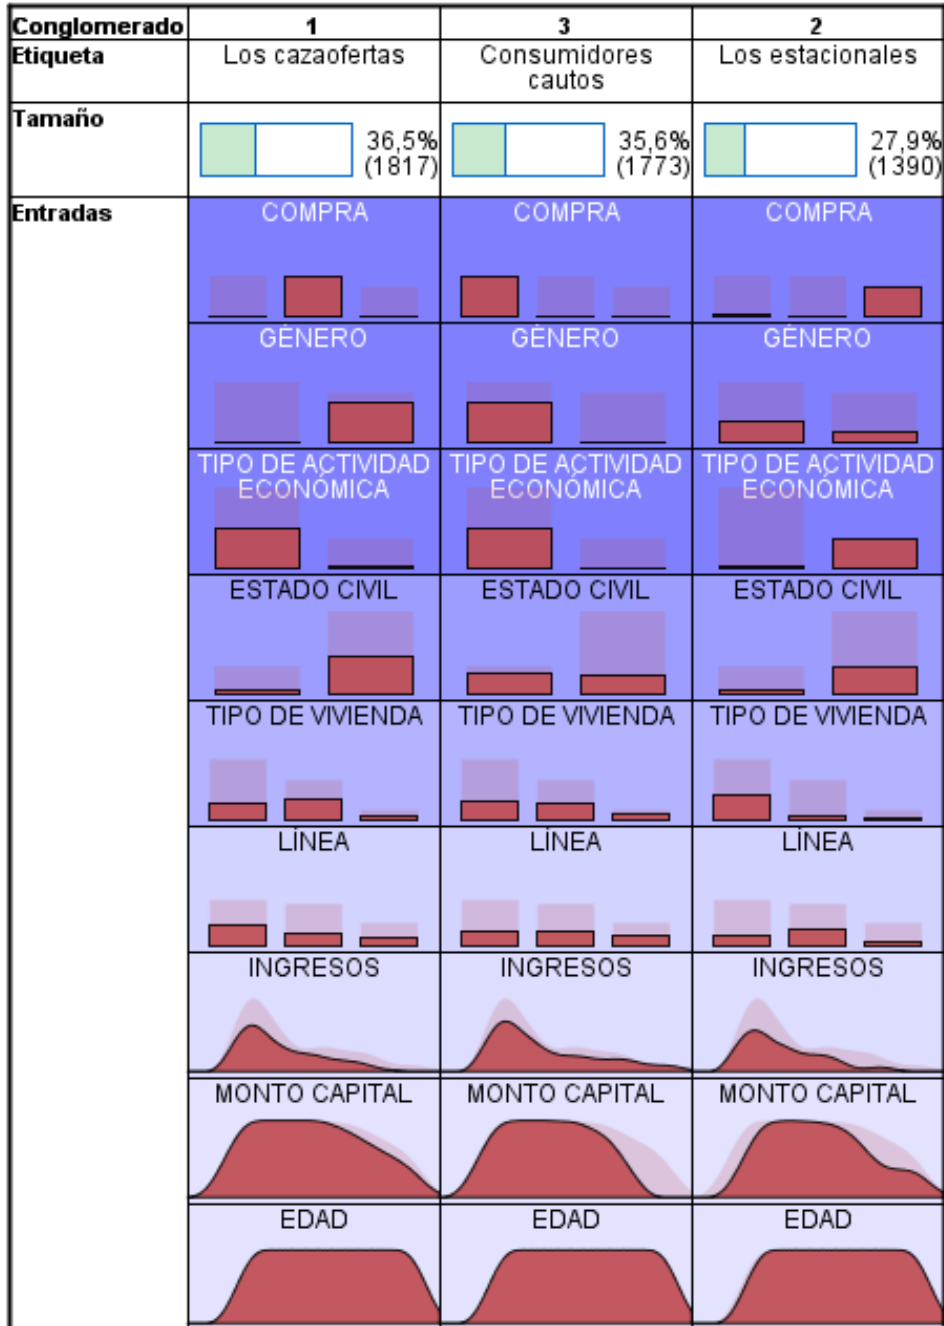 Conglomerado 1 3 2
Etiqueta Los cazaofertas Consumidores cautos Los estacionales
Tamaño 36,5% (1817) 35,6% (1773) 27,9% (1390)
Entradas COMPRA COMPRA COMPRA
GÉNERO GÉNERO GÉNERO
TIPO DE ACTIVIDAD ECONÓMICA TIPO DE ACTIVIDAD ECONÓMICA TIPO DE ACTIVIDAD ECONÓMICA
ESTADO CIVIL ESTADO CIVIL ESTADO CIVIL
TIPO DE VIVIENDA TIPO DE VIVIENDA TIPO DE VIVIENDA
LÍNEA LÍNEA LÍNEA
INGRESOS INGRESOS INGRESOS
MONTO CAPITAL MONTO CAPITAL MONTO CAPITAL
EDAD EDAD EDAD